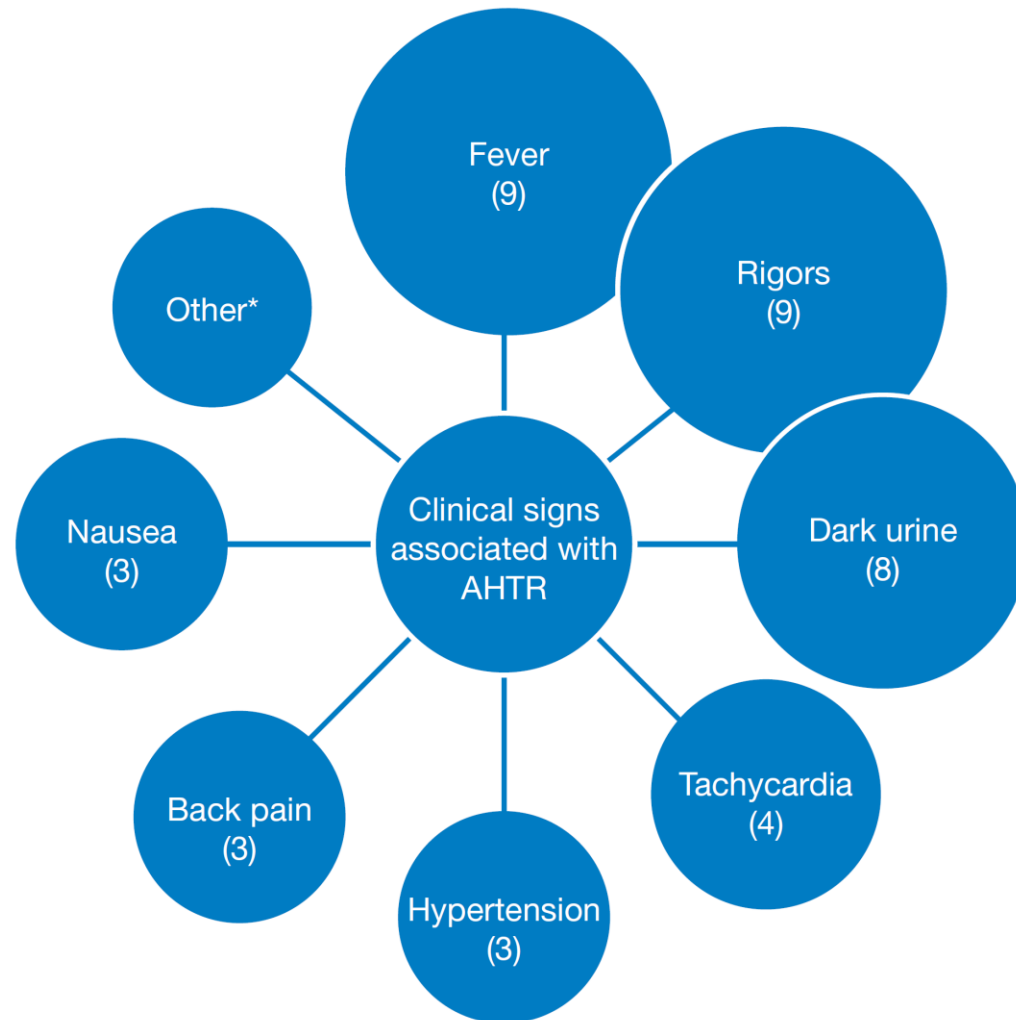 Fever
(9)
Rigors
(9)
Dark urine
(8)
Tachycardia
(4)
Hypertension
(3)
Back pain
(3)
Nausea
(3)
Other*
Clinical signs
associated with
AHTR